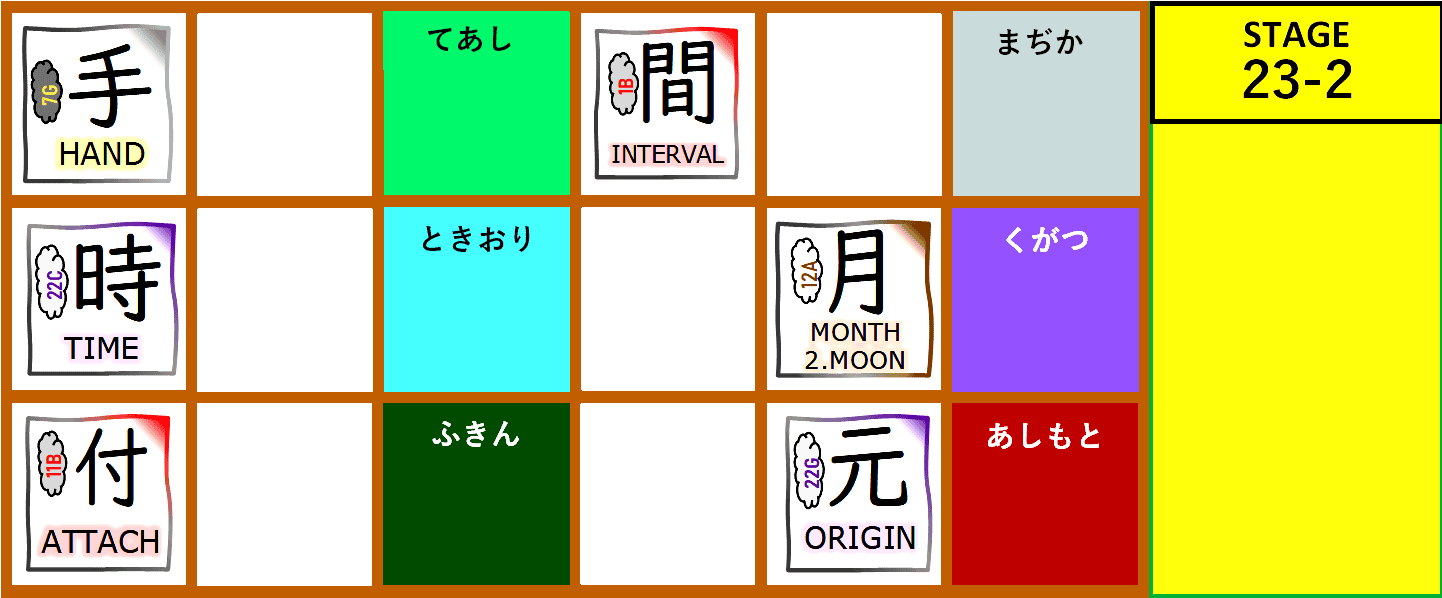 手
7G
HAND
てあし
間
1B
INTERVAL
まぢか
STAGE
23-2
時
22C
TIME
ときおり
月
12A
MONTH
2.MOON
くがつ
付
11B
ATTACH
ふきん
元
22G
ORIGIN
あしもと